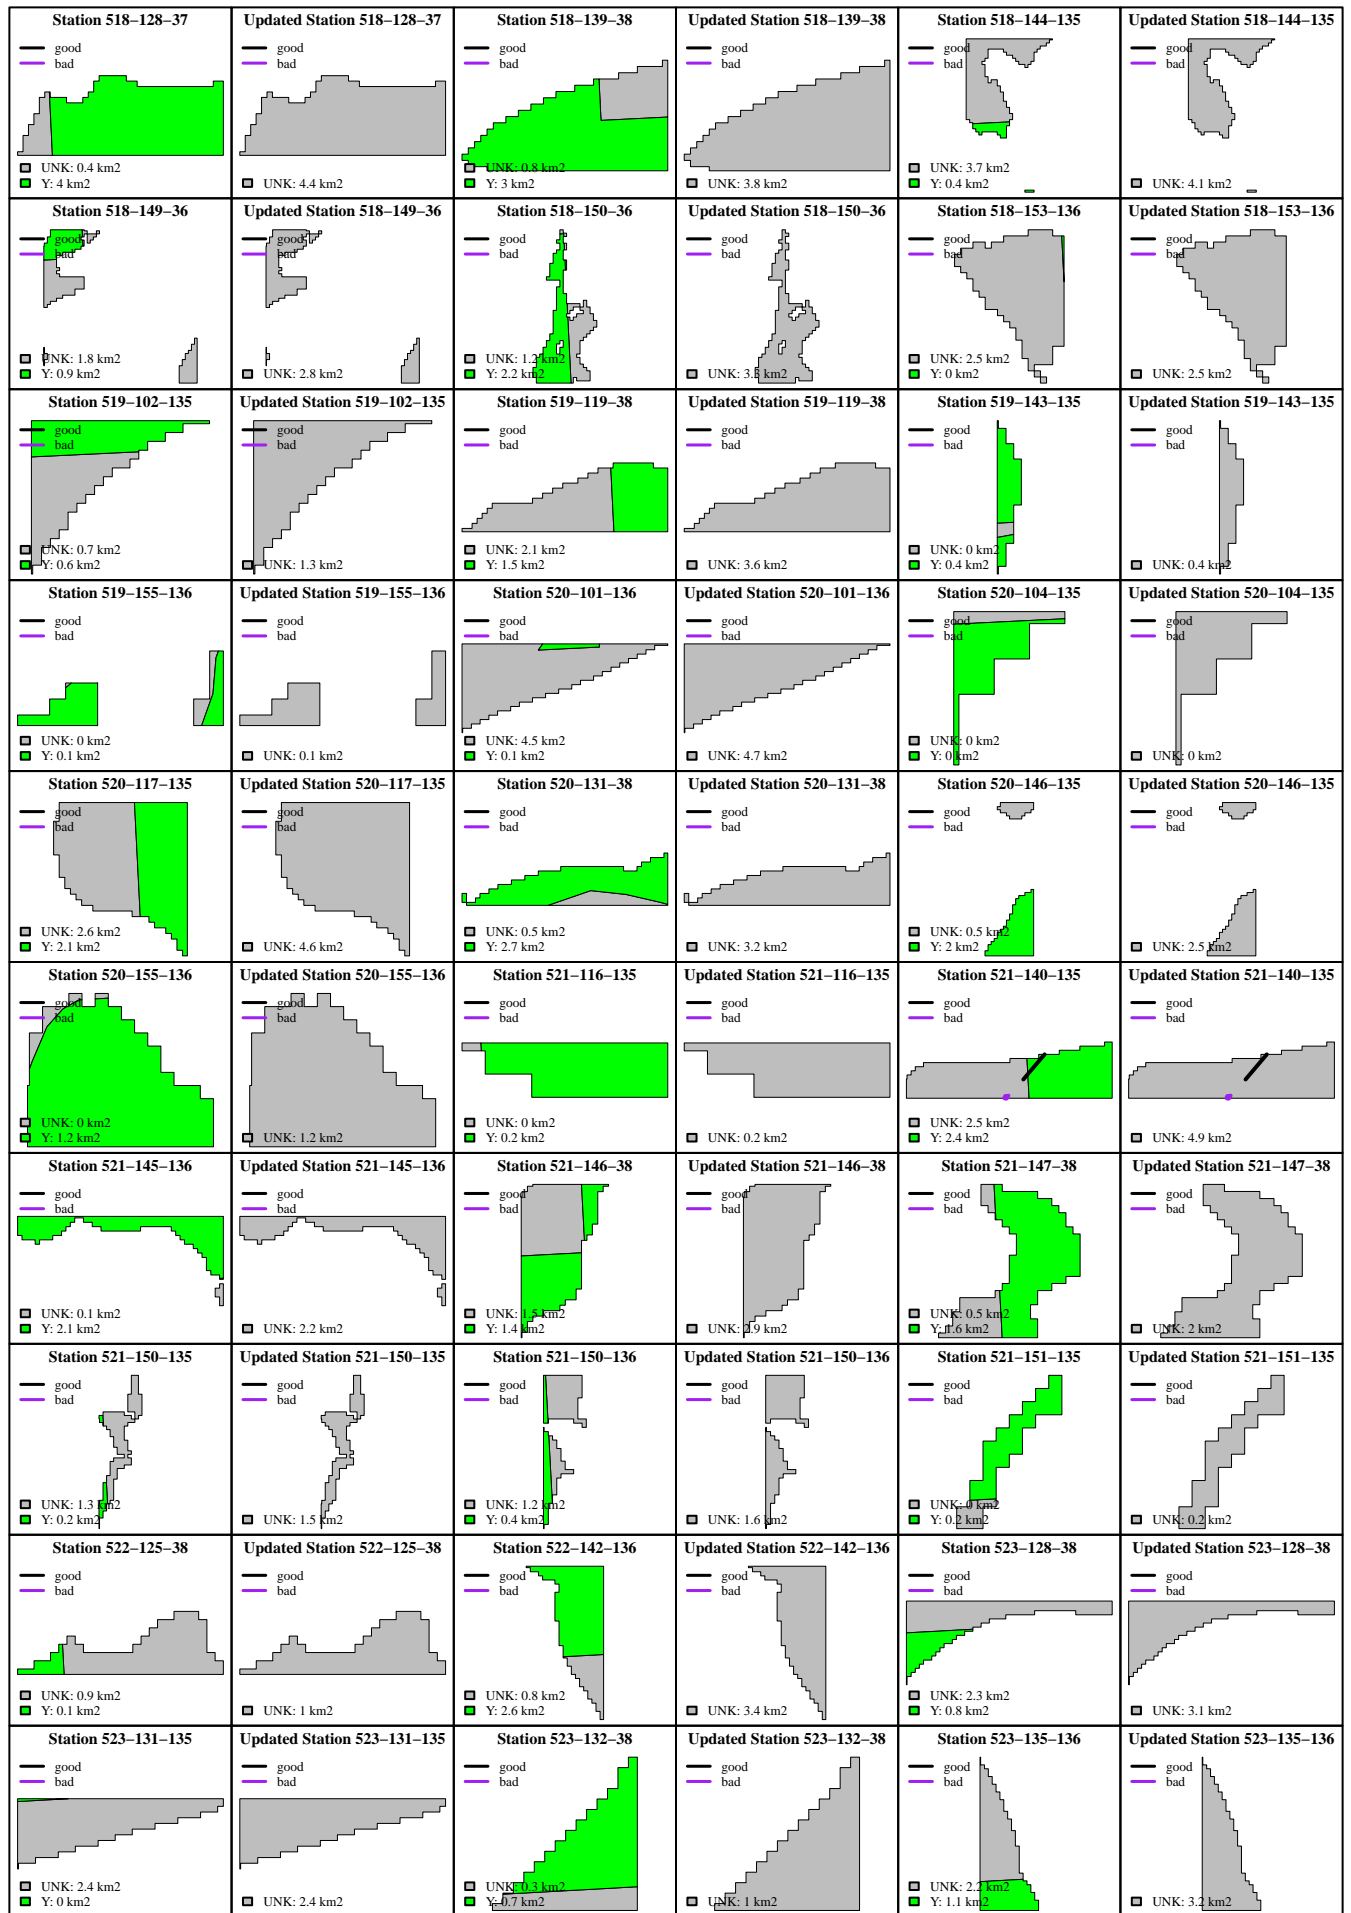 Station 518−128−37
good
bad
UNK: 0.4 km2
Y: 4 km2
Updated Station 518−128−37
good
bad
UNK: 4.4 km2
Station 518−139−38
good
bad
UNK: 0.8 km2
Y: 3 km2
Updated Station 518−139−38
good
bad
UNK: 3.8 km2
Station 518−144−135
good
bad
UNK: 3.7 km2
Y: 0.4 km2
Updated Station 518−144−135
good
bad
UNK: 4.1 km2
Station 518−149−36
good
bad
UNK: 1.8 km2
Y: 0.9 km2
Updated Station 518−149−36
good
bad
UNK: 2.8 km2
Station 518−150−36
good
bad
UNK: 1.2 km2
Y: 2.2 km2
Updated Station 518−150−36
good
bad
UNK: 3.3 km2
Station 518−153−136
good
bad
UNK: 2.5 km2
Y: 0 km2
Updated Station 518−153−136
good
bad
UNK: 2.5 km2
Station 519−102−135
good
bad
UNK: 0.7 km2
Y: 0.6 km2
Updated Station 519−102−135
good
bad
UNK: 1.3 km2
Station 519−119−38
good
bad
UNK: 2.1 km2
Y: 1.5 km2
Updated Station 519−119−38
good
bad
UNK: 3.6 km2
Station 519−143−135
good
bad
UNK: 0 km2
Y: 0.4 km2
Updated Station 519−143−135
good
bad
UNK: 0.4 km2
Station 519−155−136
good
bad
UNK: 0 km2
Y: 0.1 km2
Updated Station 519−155−136
good
bad
UNK: 0.1 km2
Station 520−101−136
good
bad
UNK: 4.5 km2
Y: 0.1 km2
Updated Station 520−101−136
good
bad
UNK: 4.7 km2
Station 520−104−135
good
bad
UNK: 0 km2
Y: 0 km2
Updated Station 520−104−135
good
bad
UNK: 0 km2
Station 520−117−135
good
bad
UNK: 2.6 km2
Y: 2.1 km2
Updated Station 520−117−135
good
bad
UNK: 4.6 km2
Station 520−131−38
good
bad
UNK: 0.5 km2
Y: 2.7 km2
Updated Station 520−131−38
good
bad
UNK: 3.2 km2
Station 520−146−135
good
bad
UNK: 0.5 km2
Y: 2 km2
Updated Station 520−146−135
good
bad
UNK: 2.5 km2
Station 520−155−136
good
bad
UNK: 0 km2
Y: 1.2 km2
Updated Station 520−155−136
good
bad
UNK: 1.2 km2
Station 521−116−135
good
bad
UNK: 0 km2
Y: 0.2 km2
Updated Station 521−116−135
good
bad
UNK: 0.2 km2
Station 521−140−135
good
bad
UNK: 2.5 km2
Y: 2.4 km2
Updated Station 521−140−135
good
bad
UNK: 4.9 km2
Station 521−145−136
good
bad
UNK: 0.1 km2
Y: 2.1 km2
Updated Station 521−145−136
good
bad
UNK: 2.2 km2
Station 521−146−38
good
bad
UNK: 1.5 km2
Y: 1.4 km2
Updated Station 521−146−38
good
bad
UNK: 2.9 km2
Station 521−147−38
good
bad
UNK: 0.5 km2
Y: 1.6 km2
Updated Station 521−147−38
good
bad
UNK: 2 km2
Station 521−150−135
good
bad
UNK: 1.3 km2
Y: 0.2 km2
Updated Station 521−150−135
good
bad
UNK: 1.5 km2
Station 521−150−136
good
bad
UNK: 1.2 km2
Y: 0.4 km2
Updated Station 521−150−136
good
bad
UNK: 1.6 km2
Station 521−151−135
good
bad
UNK: 0 km2
Y: 0.2 km2
Updated Station 521−151−135
good
bad
UNK: 0.2 km2
Station 522−125−38
good
bad
UNK: 0.9 km2
Y: 0.1 km2
Updated Station 522−125−38
good
bad
UNK: 1 km2
Station 522−142−136
good
bad
UNK: 0.8 km2
Y: 2.6 km2
Updated Station 522−142−136
good
bad
UNK: 3.4 km2
Station 523−128−38
good
bad
UNK: 2.3 km2
Y: 0.8 km2
Updated Station 523−128−38
good
bad
UNK: 3.1 km2
Station 523−131−135
good
bad
UNK: 2.4 km2
Y: 0 km2
Updated Station 523−131−135
good
bad
UNK: 2.4 km2
Station 523−132−38
good
bad
UNK: 0.3 km2
Y: 0.7 km2
Updated Station 523−132−38
good
bad
UNK: 1 km2
Station 523−135−136
good
bad
UNK: 2.2 km2
Y: 1.1 km2
Updated Station 523−135−136
good
bad
UNK: 3.2 km2